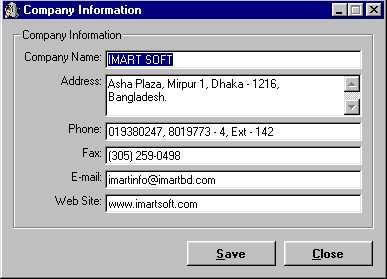 Company Information
Company Information
Company Name: IMART SOFT
Address: Asha Plaza, Mirpur 1, Dhaka - 1216,
Bangladesh.
Phone: 019380247, 8019773 - 4, Ext - 142
Fax: (305) 259-0498
E-mail: imartinfo@imartbd.com
Web Site: www.imartsoft.com
Save Close